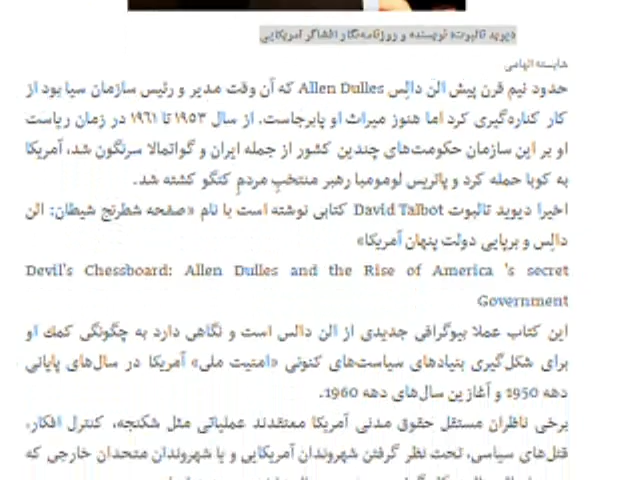 دیوید تالبوت؛ نویسنده و روزنامه‌نگار افشاگر آمریکایی
شایسته الهامی
حدود نیم قرن پیش الن دالِس Allen Dulles که آن وقت مدیر و رئیس سازمان سیا بود از
کار کناره‌گیری کرد اما هنوز میراث او پابرجاست. از سال ۱۹۵۳ تا ۱۹۶۱ در زمان ریاست
او بر این سازمان حکومت‌های چندین کشور از جمله ایران و گواتمالا سرنگون شد، آمریکا
به کوبا حمله کرد و پاتریس لومومبا رهبر منتخبِ مردمِ کنگو کشته شد.
اخیرا دیوید تالبوت David Talbot کتابی نوشته است با نام «صفحه شطرنج شیطان: الن
دالِس و برپایی دولت پنهان آمریکا»
Devil's Chessboard: Allen Dulles and the Rise of America 's secret
Government
این کتاب عملا بیوگرافی جدیدی از الن دالس است و نگاهی دارد به چگونگی کمك او
برای شکل‌گیری بنیادهای سیاست‌های کنونی «امنیت ملی» آمریکا در سال‌های پایانی
دهه 1950 و آغازین سال‌های دهه 1960.
برخی ناظران مستقل حقوق مدنی آمریکا معتقدند عملیاتی مثل شکنجه، کنترل افکار،
قتل‌های سیاسی، تحت نظر گرفتن شهروندان آمریکایی و یا شهروندان متحدان خارجی که